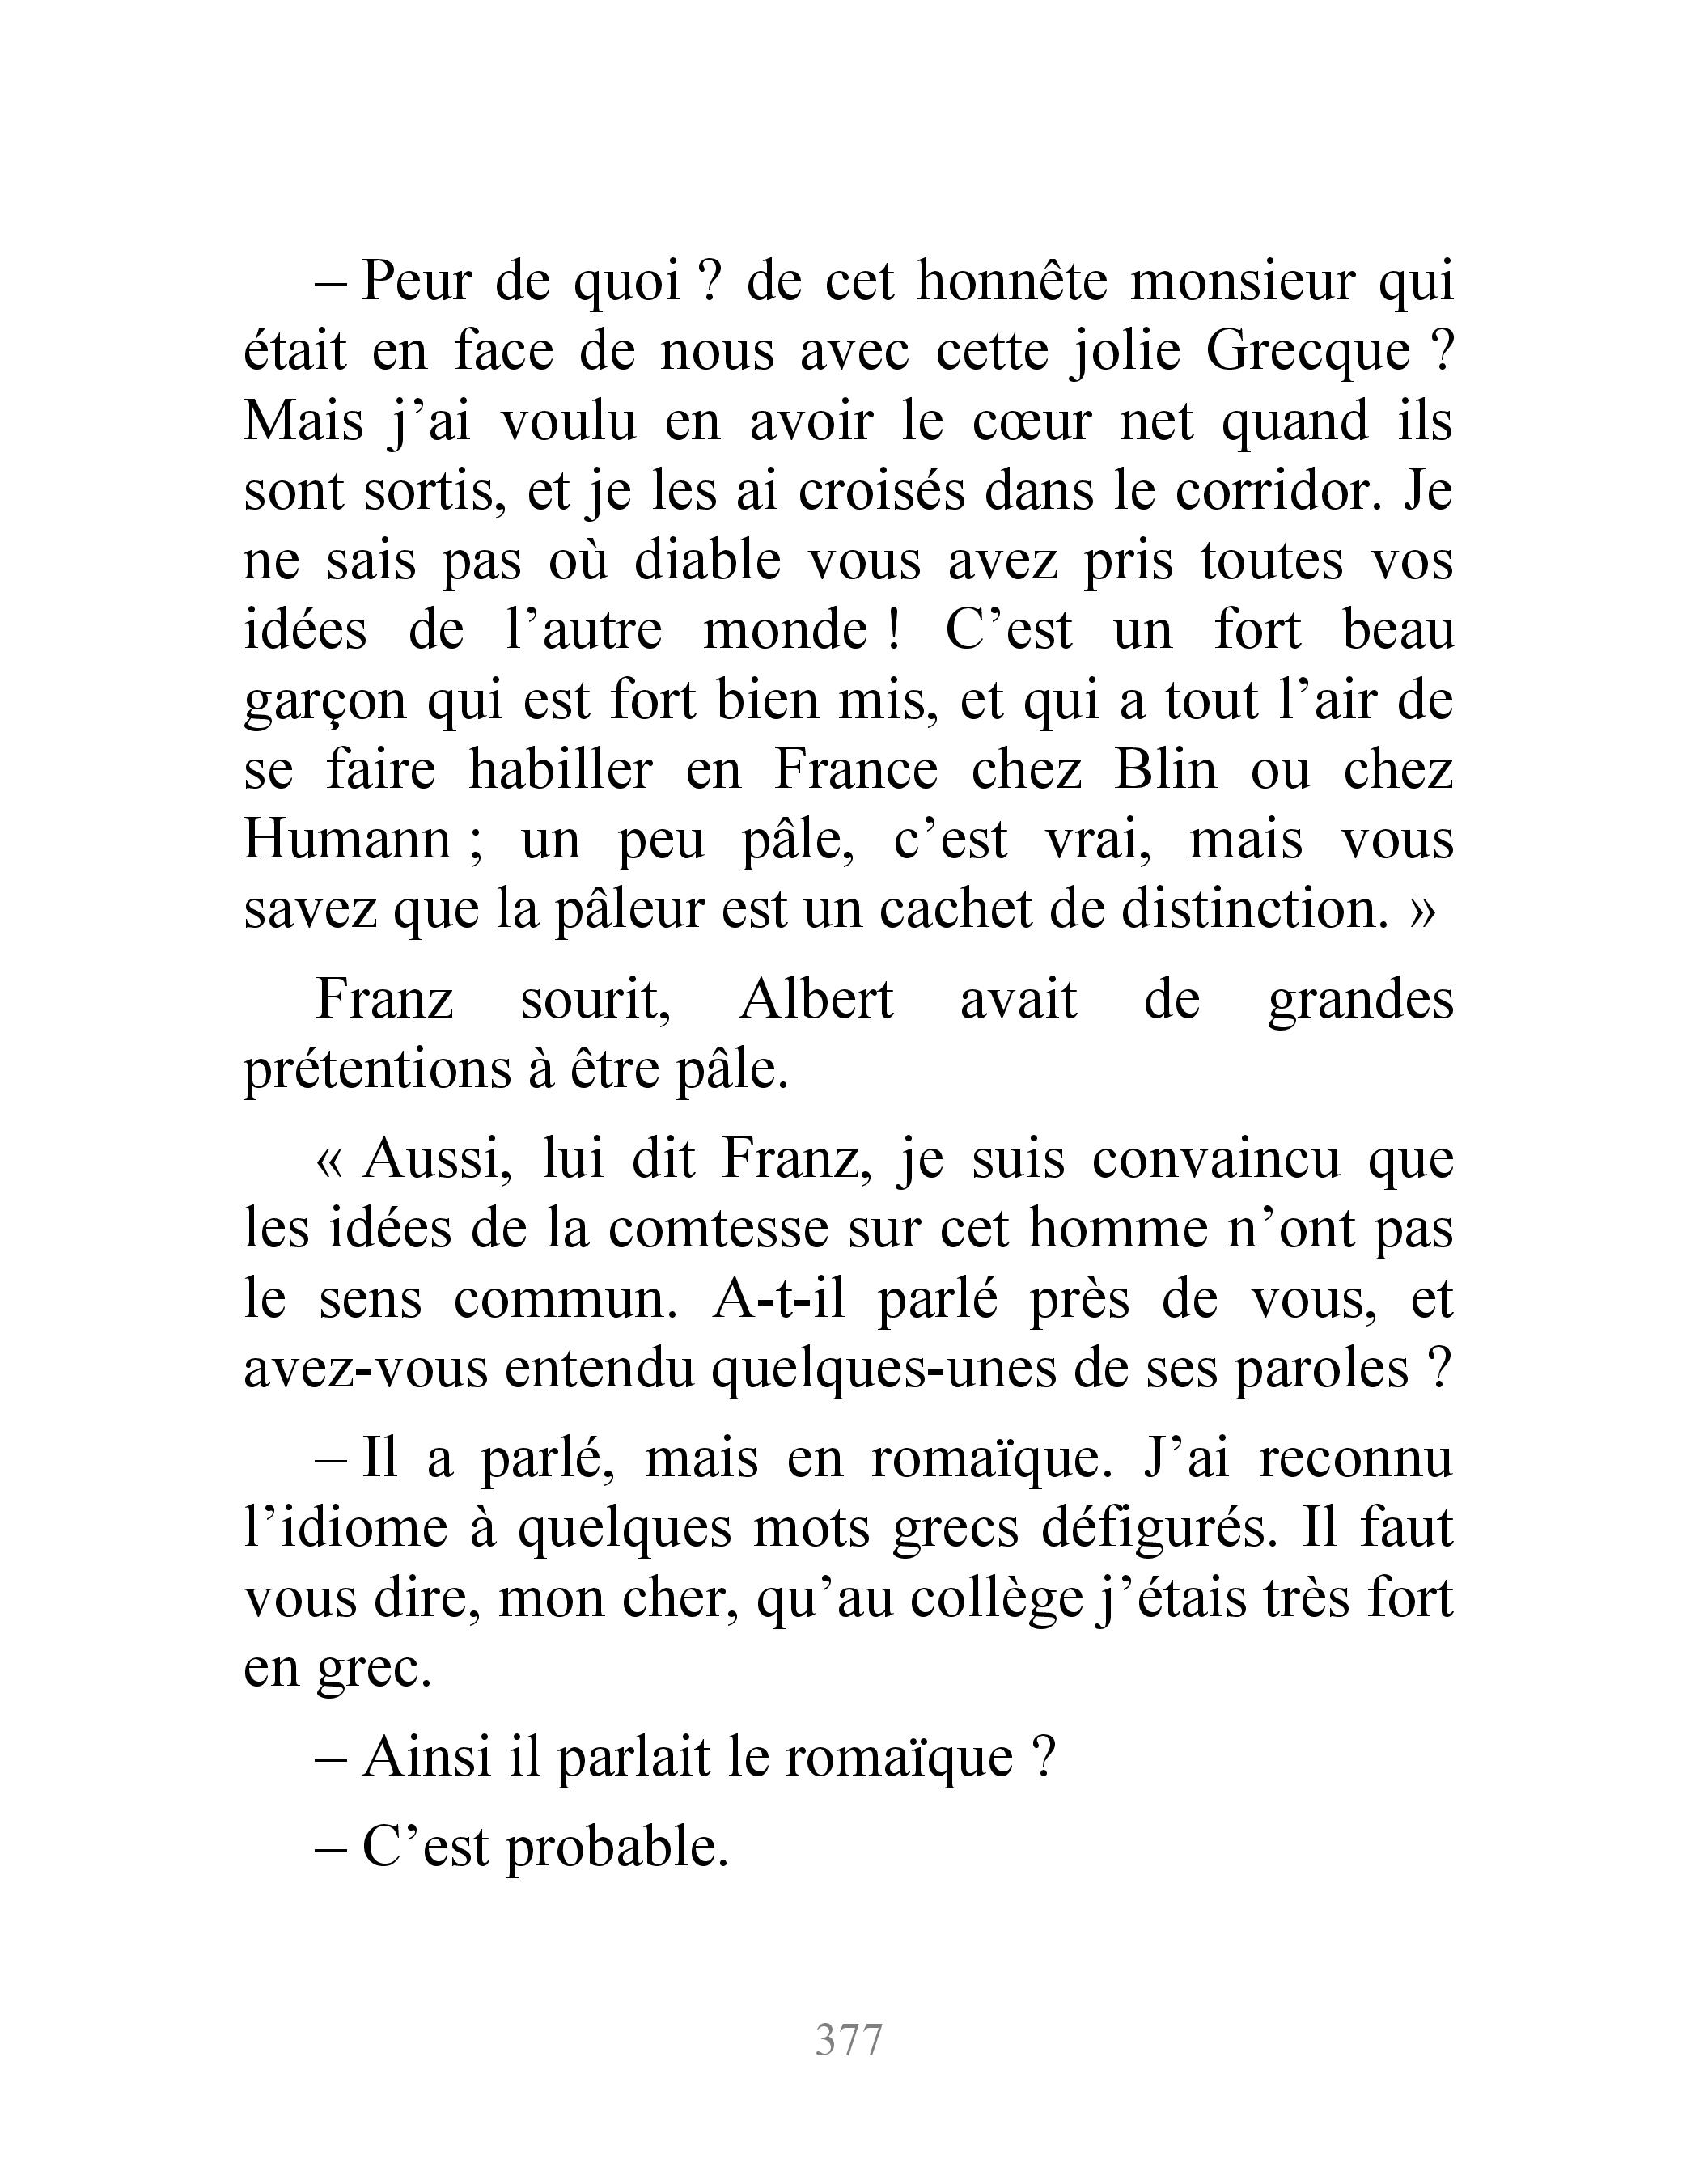 – Peur de quoi ? de cet honnête monsieur qui
était en face de nous avec cette jolie Grecque ?
Mais j’ai voulu en avoir le cœur net quand ils
sont sortis, et je les ai croisés dans le corridor. Je
ne sais pas où diable vous avez pris toutes vos
idées de l’autre monde ! C’est un fort beau
garçon qui est fort bien mis, et qui a tout l’air de
se faire habiller en France chez Blin ou chez
Humann ; un peu pâle, c’est vrai, mais vous
savez que la pâleur est un cachet de distinction. »
Franz sourit, Albert avait de grandes
prétentions à être pâle.
« Aussi, lui dit Franz, je suis convaincu que
les idées de la comtesse sur cet homme n’ont pas
le sens commun. A-t-il parlé près de vous, et
avez-vous entendu quelques-unes de ses paroles ?
– Il a parlé, mais en romaïque. J’ai reconnu
l’idiome à quelques mots grecs défigurés. Il faut
vous dire, mon cher, qu’au collège j’étais très fort
en grec.
– Ainsi il parlait le romaïque ?
– C’est probable.
377